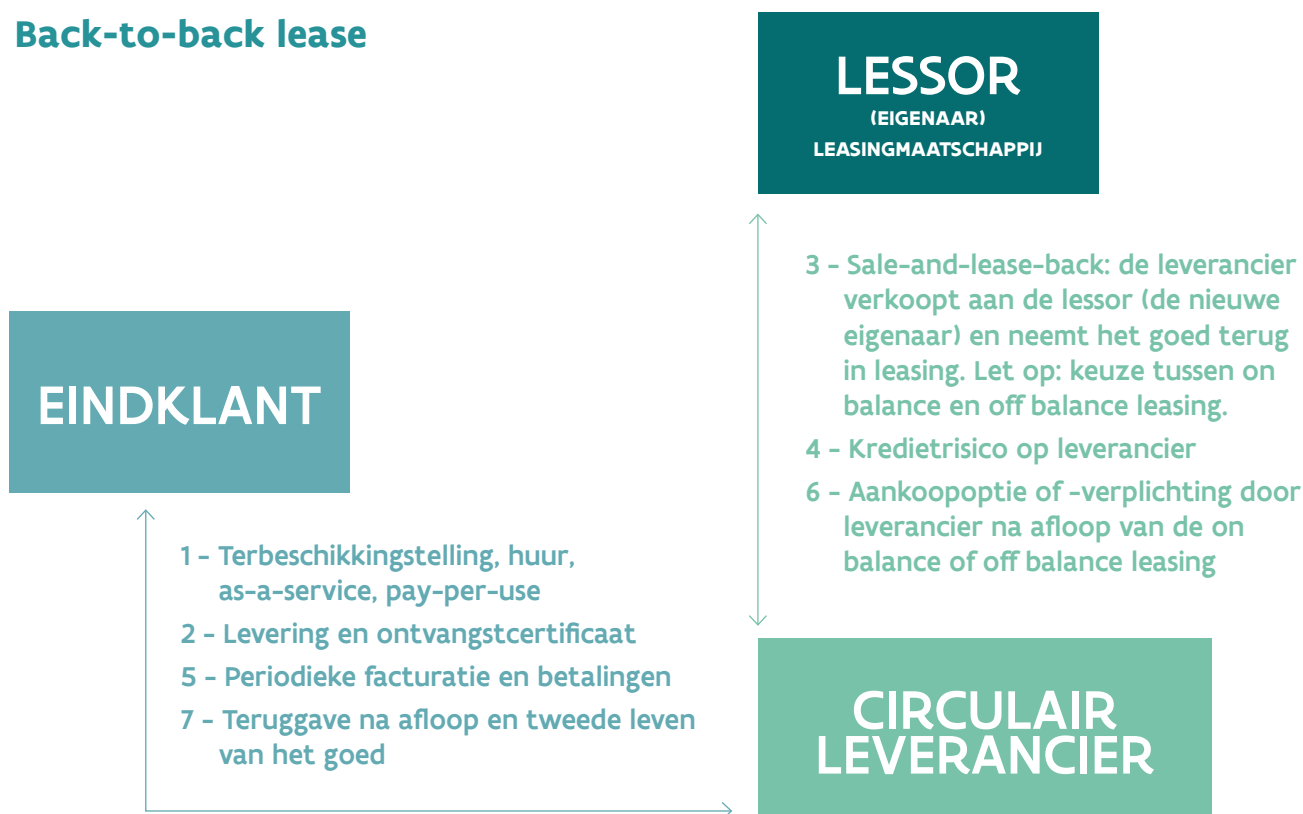 Back-to-back lease
LESSOR
(EIGENAAR)
LEASINGMAATSCHAPPIJ
3 - Sale-and-lease-back: de leverancier
verkoopt aan de lessor (de nieuwe
eigenaar) en neemt het goed terug
in leasing. Let op: keuze tussen on
balance en off balance leasing.
4 - Kredietrisico op leverancier
6 - Aankoopoptie of -verplichting door
leverancier na afloop van de on
balance of off balance leasing
EINDKLANT
1 - Terbeschikkingstelling, huur,
as-a-service, pay-per-use
2 - Levering en ontvangstcertificaat
5 - Periodieke facturatie en betalingen
7 - Teruggave na afloop en tweede leven
van het goed
CIRCULAIR
LEVERANCIER